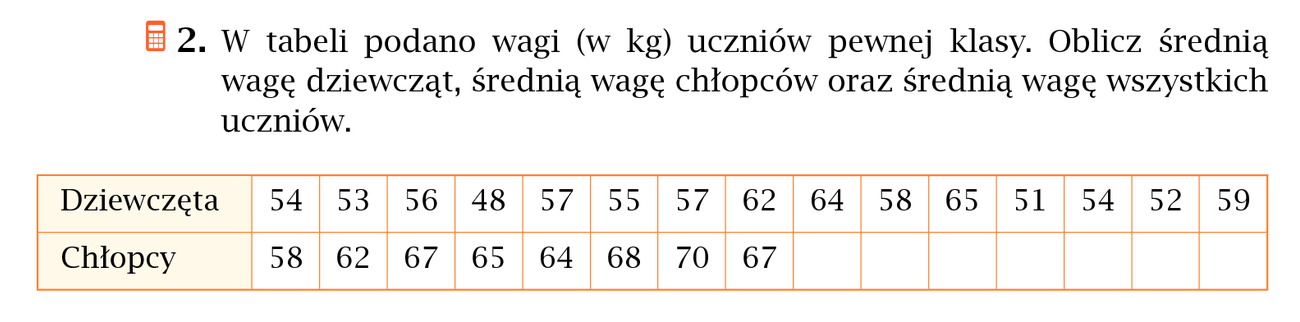 2. W tabeli podano wagi (w kg) uczniów pewnej klasy. Oblicz średnią
wagę dziewcząt, średnią wagę chłopców oraz średnią wagę wszystkich
uczniów.
Dziewczęta 54 53 56 48 57 55 57 62 64 58 65 51 54 52 59
Chłopcy 58 62 67 65 64 68 70 67